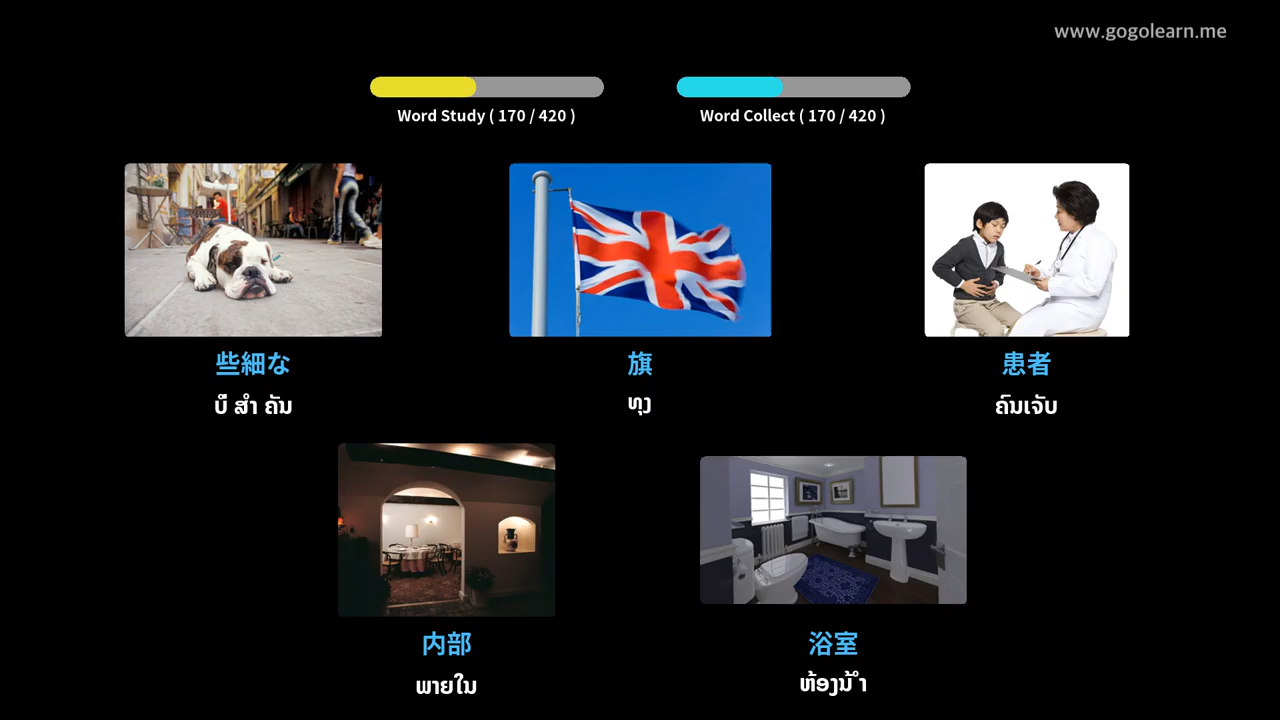 www.gogolearn.me
Word Study ( 170 / 420 )
Word Collect ( 170 / 420 )
些細な
旗
患者
ບໍ່ ສຳ ຄັນ
ທຸງ
ຄົນເຈັບ
内部
浴室
ພາຍໃນ
ຫ້ອງນ້ຳ